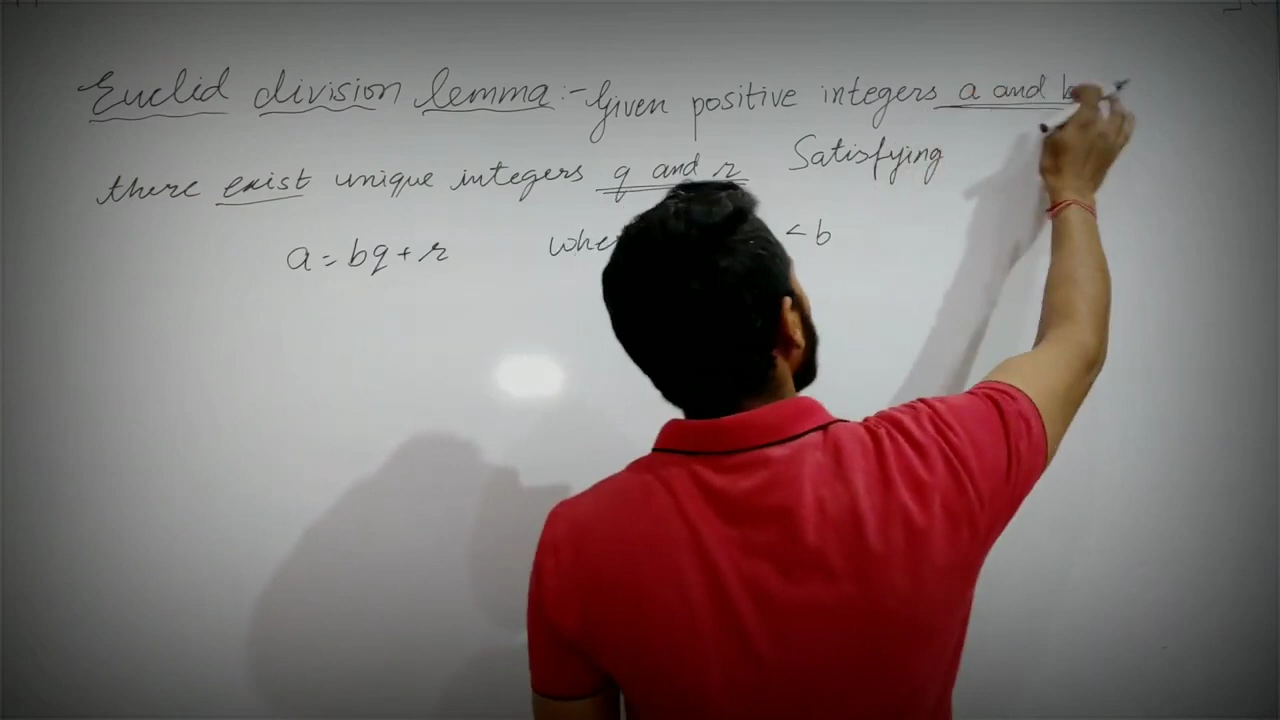 Euclid division lemma :- Given positive integers a and b
there exist unique integers q and r Satisfying
a = bq + r < b